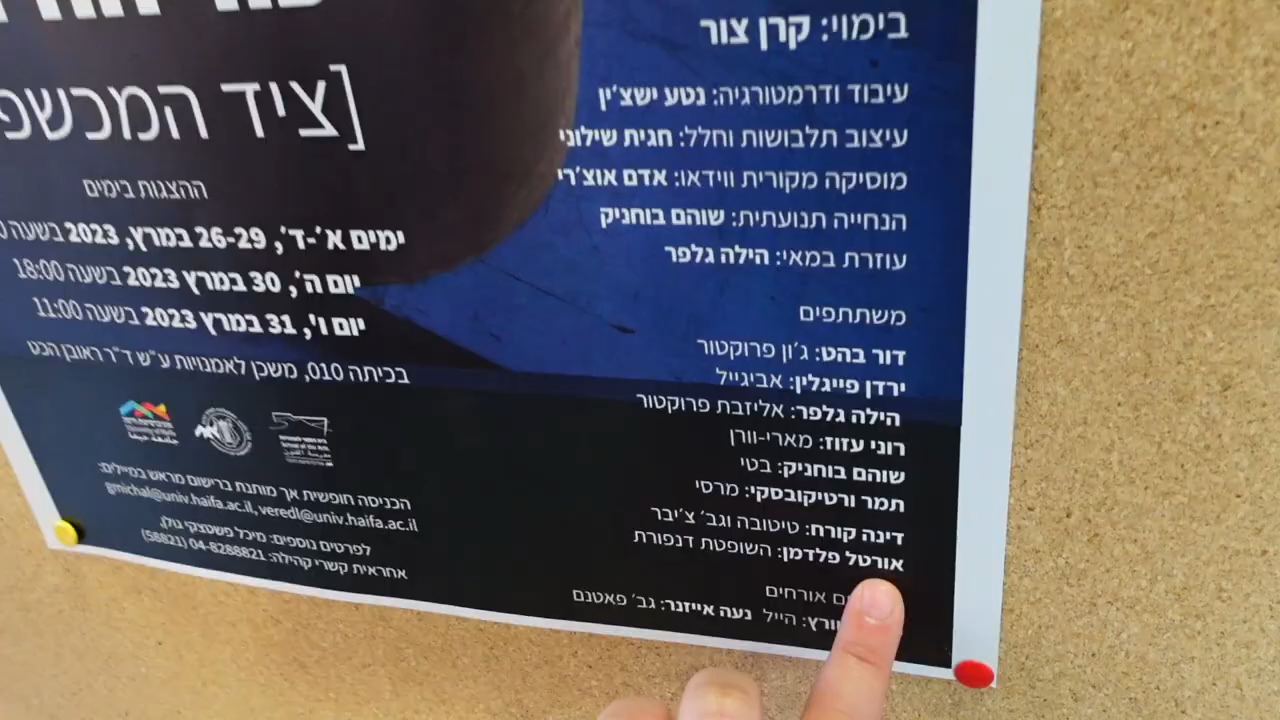 בימוי: קרן צור
עיבוד ודרמטורגיה: נטע ישצ'ין
עיצוב תלבושות וחלל: חגית שילוני
מוסיקה מקורית ווידאו: אדם אוצ'רי
הנחייה תנועתית: שוהם בוחניק
עוזרת במאי: הילה גלפר
משתתפים
דור בהט: ג'ון פרוקטור
ירדן פייגלין: אביגייל
הילה גלפר: אליזבת פרוקטור
רוני עזוז: מארי-וורן
שוהם בוחניק: בטי
תמר ורטיקובסקי: מרסי
דינה קורח: טיטובה וגב' צ'יבר
אורטל פלדמן: השופטת דנפורת
אורחים
הייל נעה אייזנר: גב' פאטנם
[ציד
ההצגות בימים
ימים א'-ד', 26-29 במרץ, 2023 בשעה
יום ה', 30 במרץ 2023 בשעה 18:00
יום ו', 31 במרץ 2023 בשעה 11:00
בכיתה 010, משכן לאמנויות ע"ש ד"ר ראובן הכט
הכניסה חופשית אך מותנת ברישום מראש במיילים:
gmichal@univ.haifa.ac.il, veredl@univ.haifa.ac.il
לפרטים נוספים: מיכל פשטצקי גולן,
אחראית קשרי קהילה: 04-8288821 (58821)